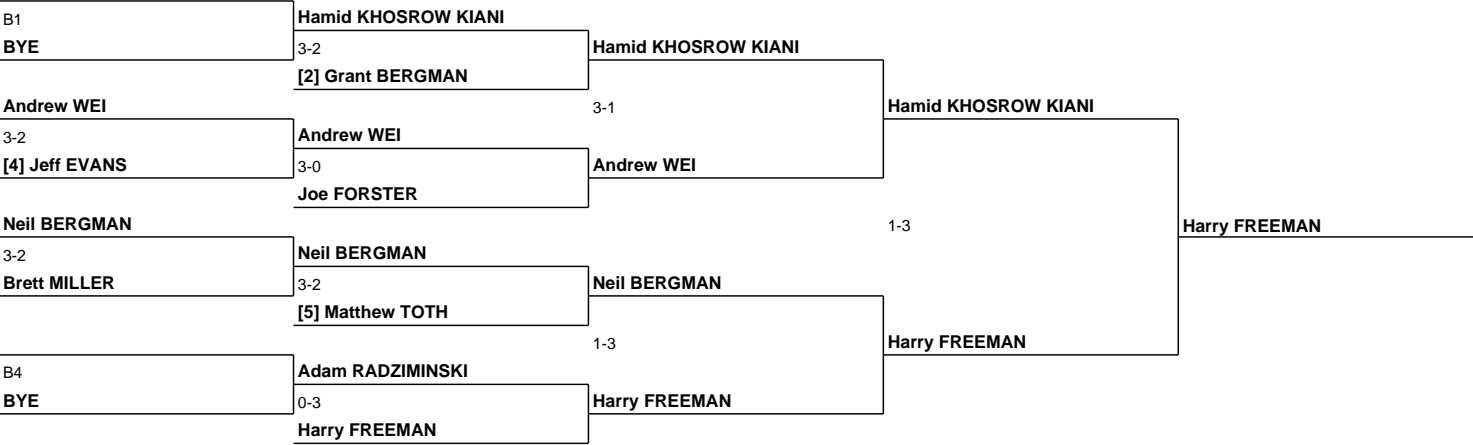 B1
BYE
Andrew WEI
3-2
[4] Jeff EVANS
Neil BERGMAN
3-2
Brett MILLER
B4
BYE
Hamid KHOSROW KIANI
3-2
[2] Grant BERGMAN
Andrew WEI
3-0
Joe FORSTER
Neil BERGMAN
3-2
[5] Matthew TOTH
Adam RADZIMINSKI
0-3
Harry FREEMAN
Hamid KHOSROW KIANI
3-1
Andrew WEI
Neil BERGMAN
1-3
Harry FREEMAN
Hamid KHOSROW KIANI
1-3
Harry FREEMAN
Harry FREEMAN